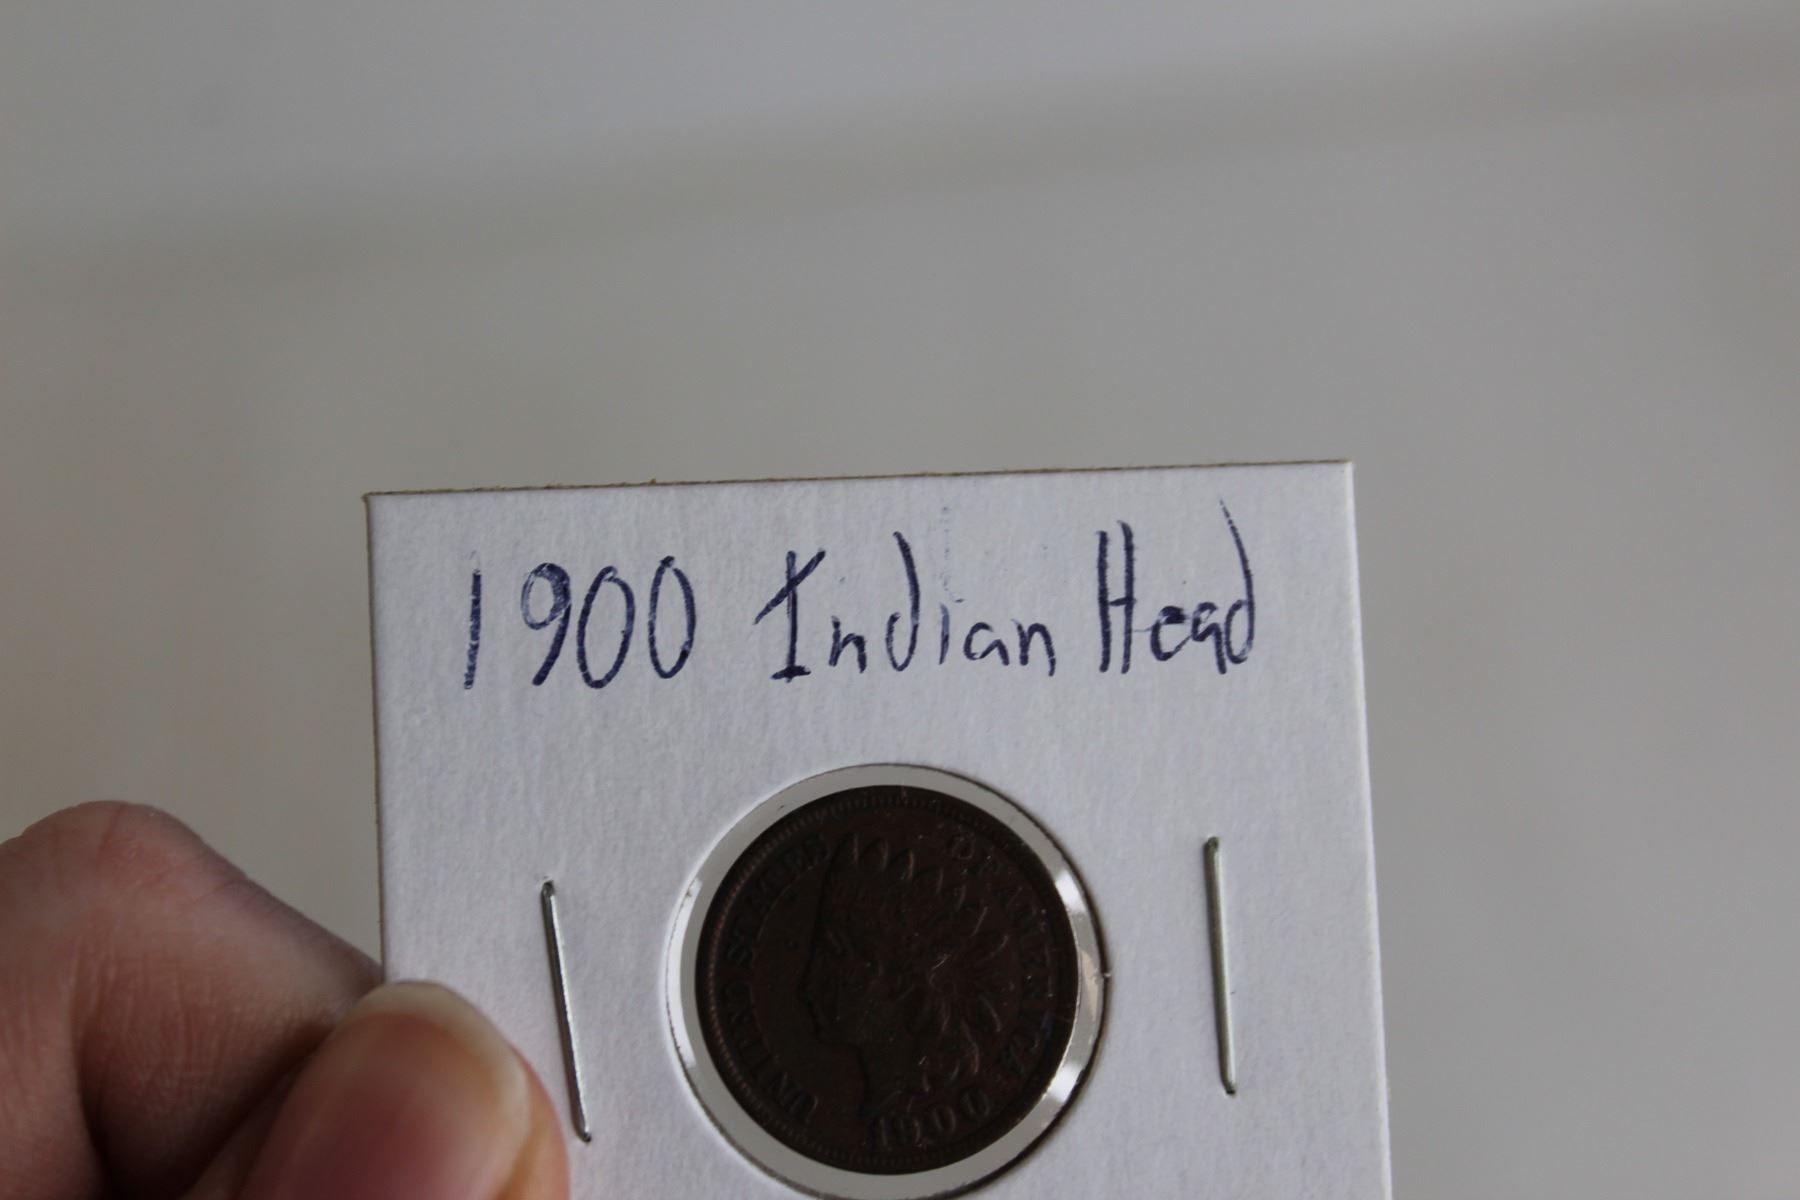 1900 Indian Head
UNITED STATES OF AMERICA
1900